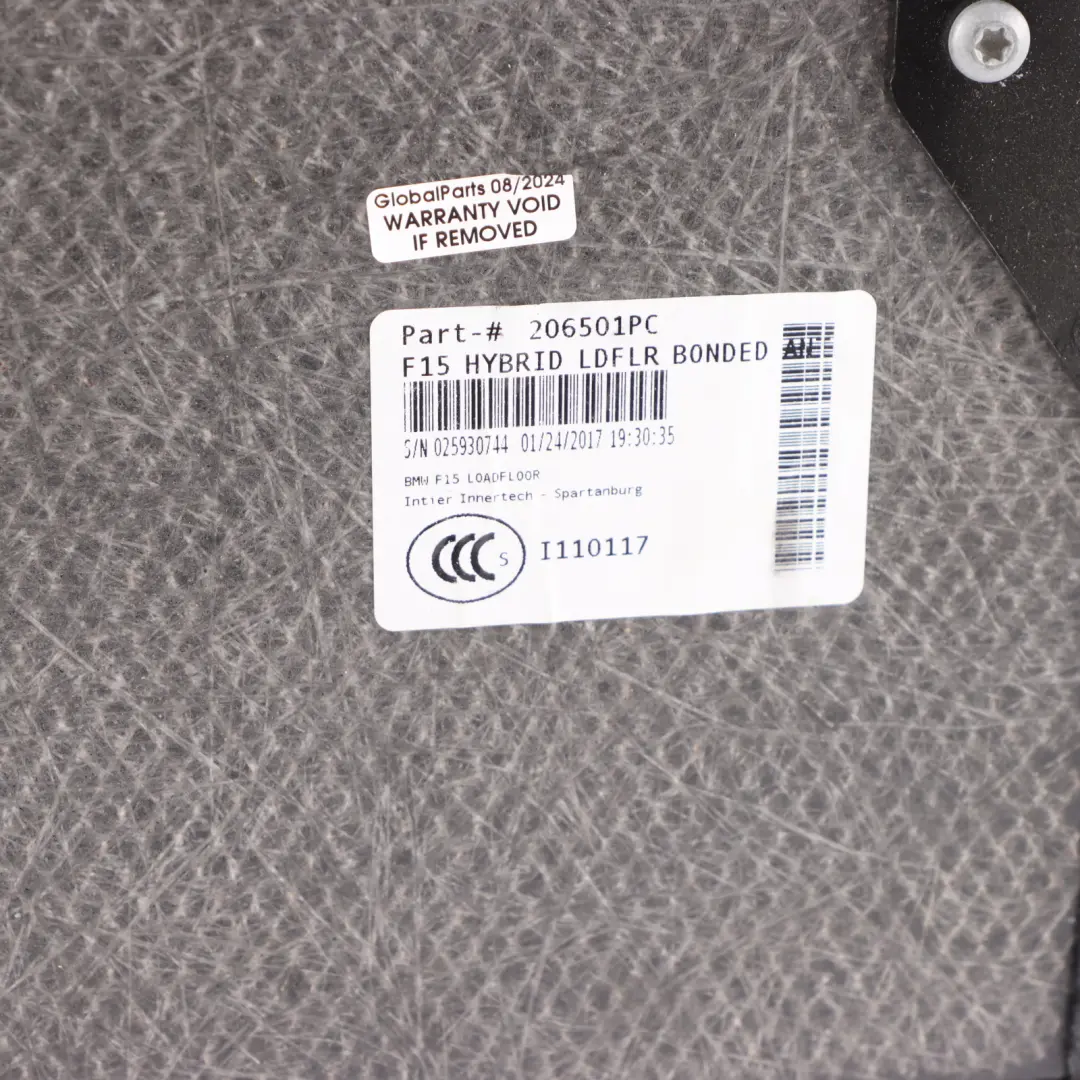 GlobalParts 08/2024
WARRANTY VOID
IF REMOVED
Part-# 206501PC
F15 HYBRID LDFLR BONDED
S/N 025930744 01/24/2017 19:30:35
BMW F15 LOADFLOOR
Intier Innertech - Spartanburg
CCC S I110117